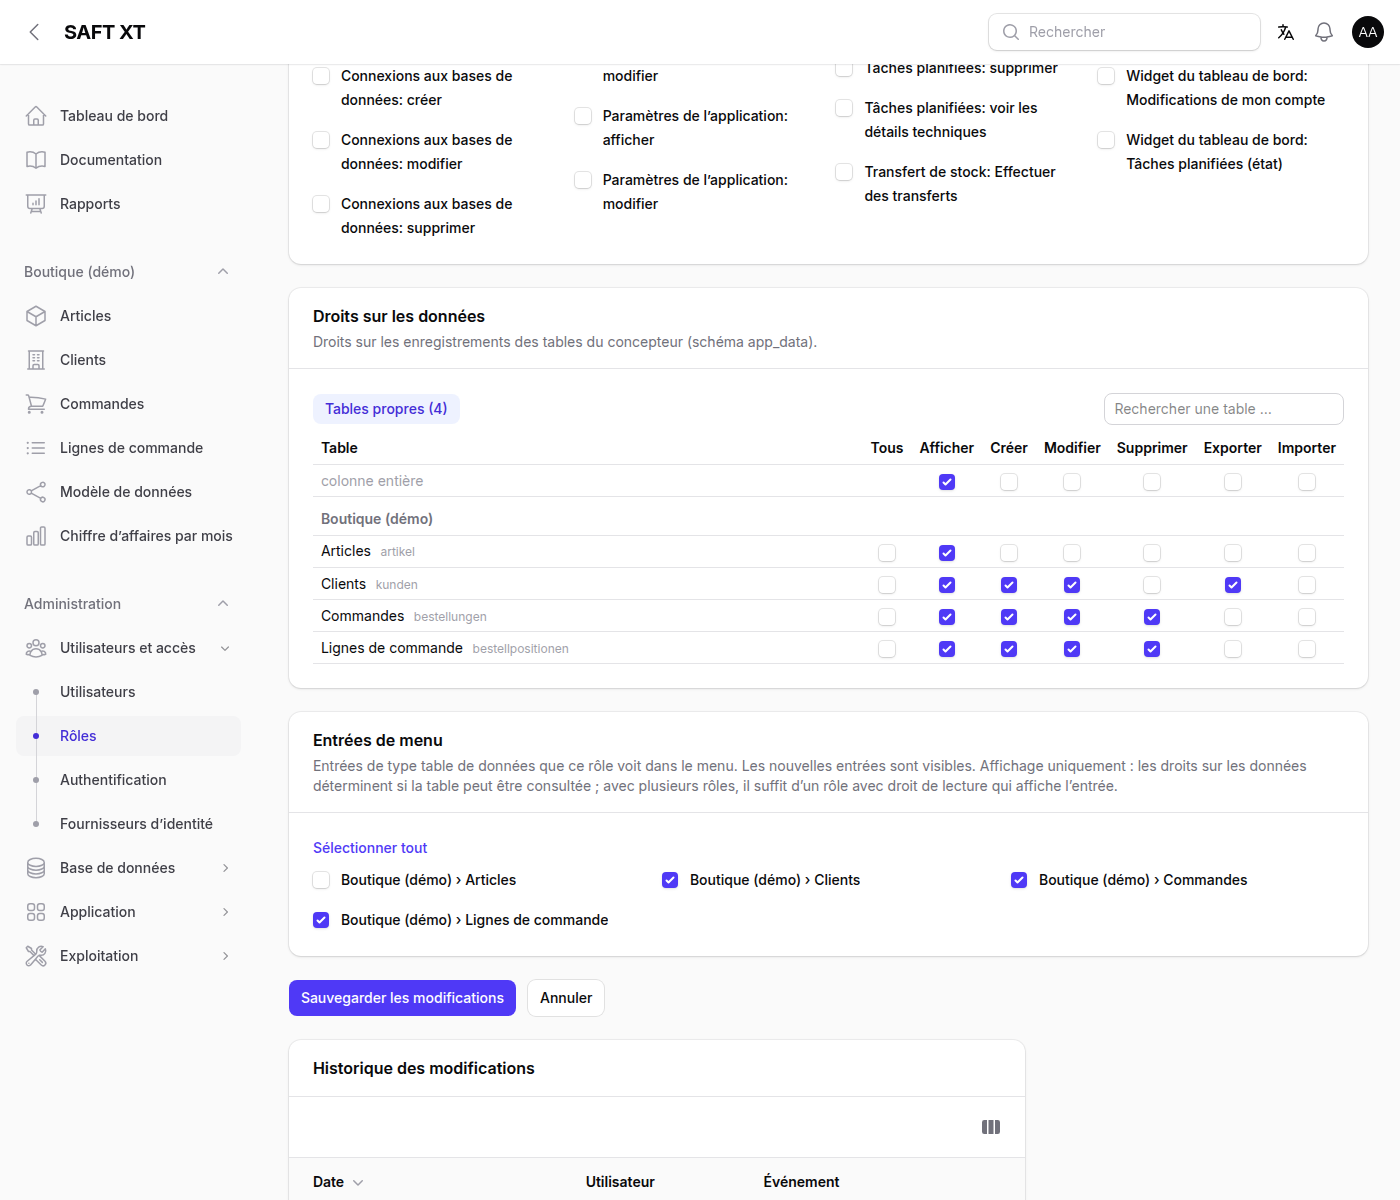 SAFT XT
Rechercher
AA
Tableau de bord
Documentation
Rapports
Boutique (démo)
Articles
Clients
Commandes
Lignes de commande
Modèle de données
Chiffre d’affaires par mois
Administration
Utilisateurs et accès
Utilisateurs
Rôles
Authentification
Fournisseurs d’identité
Base de données
Application
Exploitation
Connexions aux bases de
données: créer
Connexions aux bases de
données: modifier
Connexions aux bases de
données: supprimer
modifier
Paramètres de l’application:
afficher
Paramètres de l’application:
modifier
Tâches planifiées: supprimer
Tâches planifiées: voir les
détails techniques
Transfert de stock: Effectuer
des transferts
Widget du tableau de bord:
Modifications de mon compte
Widget du tableau de bord:
Tâches planifiées (état)
Droits sur les données
Droits sur les enregistrements des tables du concepteur (schéma app_data).
Tables propres (4)
Rechercher une table ...
Table Tous Afficher Créer Modifier Supprimer Exporter Importer
colonne entière
Boutique (démo)
Articles artikel
Clients kunden
Commandes bestellungen
Lignes de commande bestellpositionen
Entrées de menu
Entrées de type table de données que ce rôle voit dans le menu. Les nouvelles entrées sont visibles. Affichage uniquement : les droits sur les données
déterminent si la table peut être consultée ; avec plusieurs rôles, il suffit d’un rôle avec droit de lecture qui affiche l’entrée.
Sélectionner tout
Boutique (démo) › Articles
Boutique (démo) › Clients
Boutique (démo) › Commandes
Boutique (démo) › Lignes de commande
Sauvegarder les modifications
Annuler
Historique des modifications
Date Utilisateur Événement